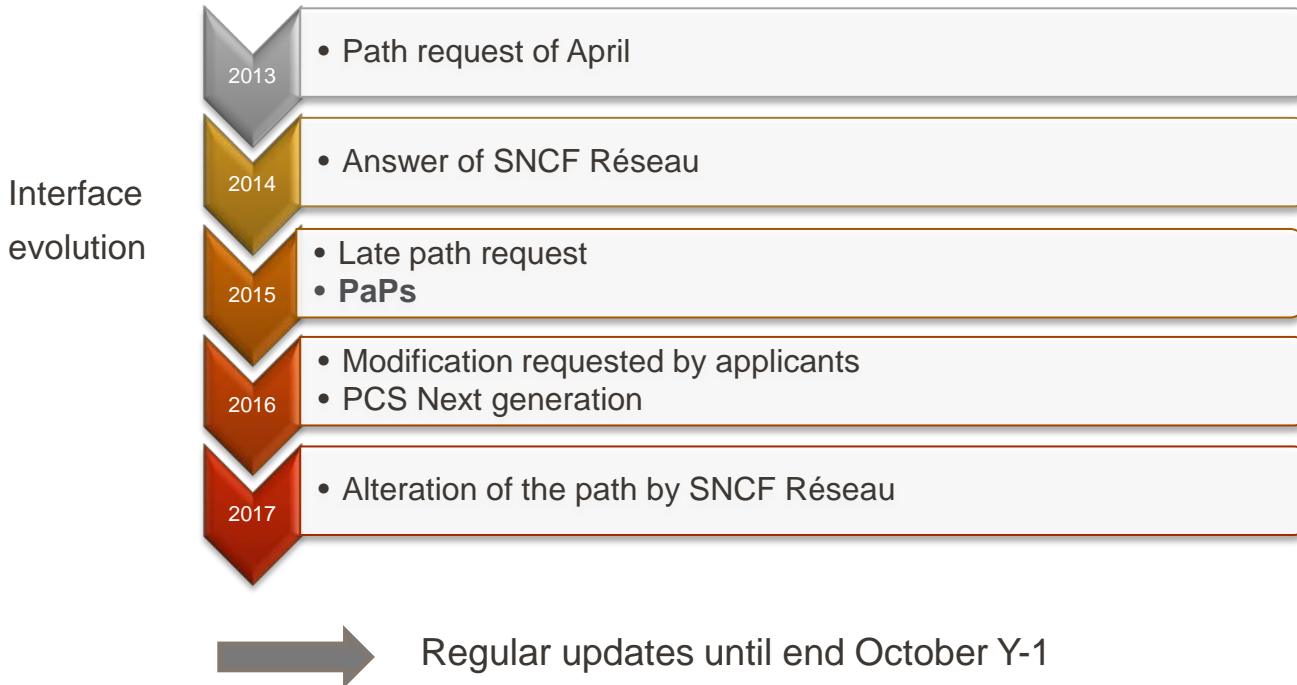 Interface
evolution
2013
• Path request of April
2014
• Answer of SNCF Réseau
2015
• Late path request
• PaPs
2016
• Modification requested by applicants
• PCS Next generation
2017
• Alteration of the path by SNCF Réseau
Regular updates until end October Y-1